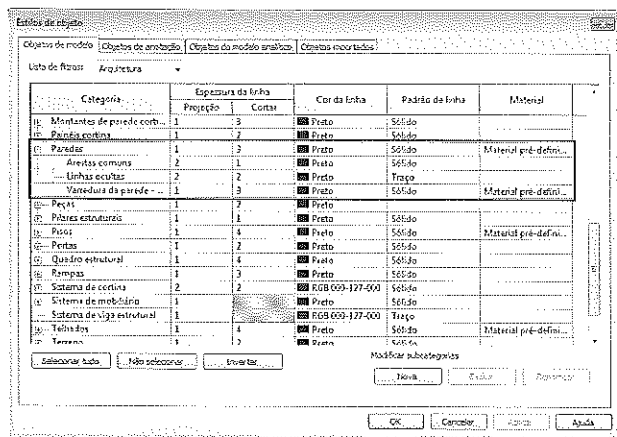 Estilos de objeto
Objetos de modelo Objetos de anotação Objetos do modelo analítico Objetos importados
Lista de filtros: Arquitetura
Categoria Espessura da linha Cor da linha Padrão de linha Material
Projeção Cortar
Montantes de parede corti... 1 3 Preto Sólido
Painéis cortina 1 2 Preto Sólido
Paredes 1 3 Preto Sólido Material pré-defini...
Arestas comuns 2 1 Preto Sólido
Linhas ocultas 2 2 Preto Traço
Varredura da parede - ... 1 3 Preto Sólido Material pré-defini...
Peças 1 2 Preto
Pilares estruturais 1 1 Preto Sólido
Pisos 1 4 Preto Sólido Material pré-defini...
Portas 1 2 Preto Sólido
Quadro estrutural 1 4 Preto Sólido
Rampas 1 3 Preto Sólido
Sistema de cortina 2 2 RGB 000-127-000 Sólido
Sistema de mobiliário 1 Preto Sólido
Sistema de viga estrutural 1 RGB 000-127-000 Traço
Telhados 1 4 Preto Sólido Material pré-defini...
Terreno 1 2 Preto Sólido
Selecionar tudo Não selecionar Inverter Modificar subcategorias
Nova Excluir Renomear
OK Cancelar Aplicar Ajuda